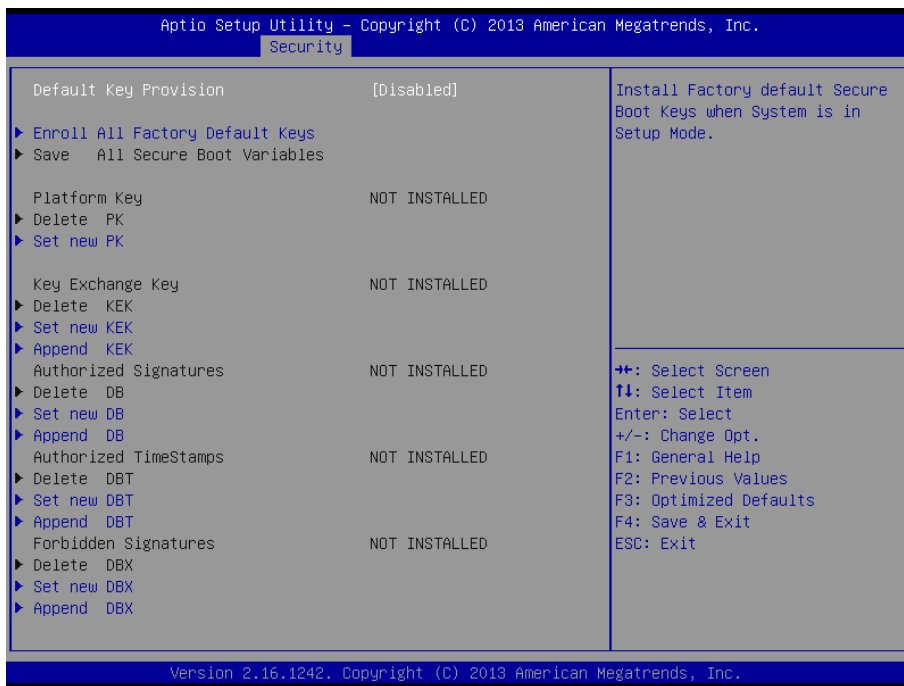 Aptio Setup Utility – Copyright (C) 2013 American Megatrends, Inc.
Security
Default Key Provision [Disabled]
Enroll All Factory Default Keys
Save All Secure Boot Variables
Platform Key NOT INSTALLED
Delete PK
Set new PK
Key Exchange Key NOT INSTALLED
Delete KEK
Set new KEK
Append KEK
Authorized Signatures NOT INSTALLED
Delete DB
Set new DB
Append DB
Authorized TimeStamps NOT INSTALLED
Delete DBT
Set new DBT
Append DBT
Forbidden Signatures NOT INSTALLED
Delete DBX
Set new DBX
Append DBX
Install Factory default Secure
Boot Keys when System is in
Setup Mode.
→←: Select Screen
↑↓: Select Item
Enter: Select
+/-: Change Opt.
F1: General Help
F2: Previous Values
F3: Optimized Defaults
F4: Save & Exit
ESC: Exit
Version 2.16.1242. Copyright (C) 2013 American Megatrends, Inc.